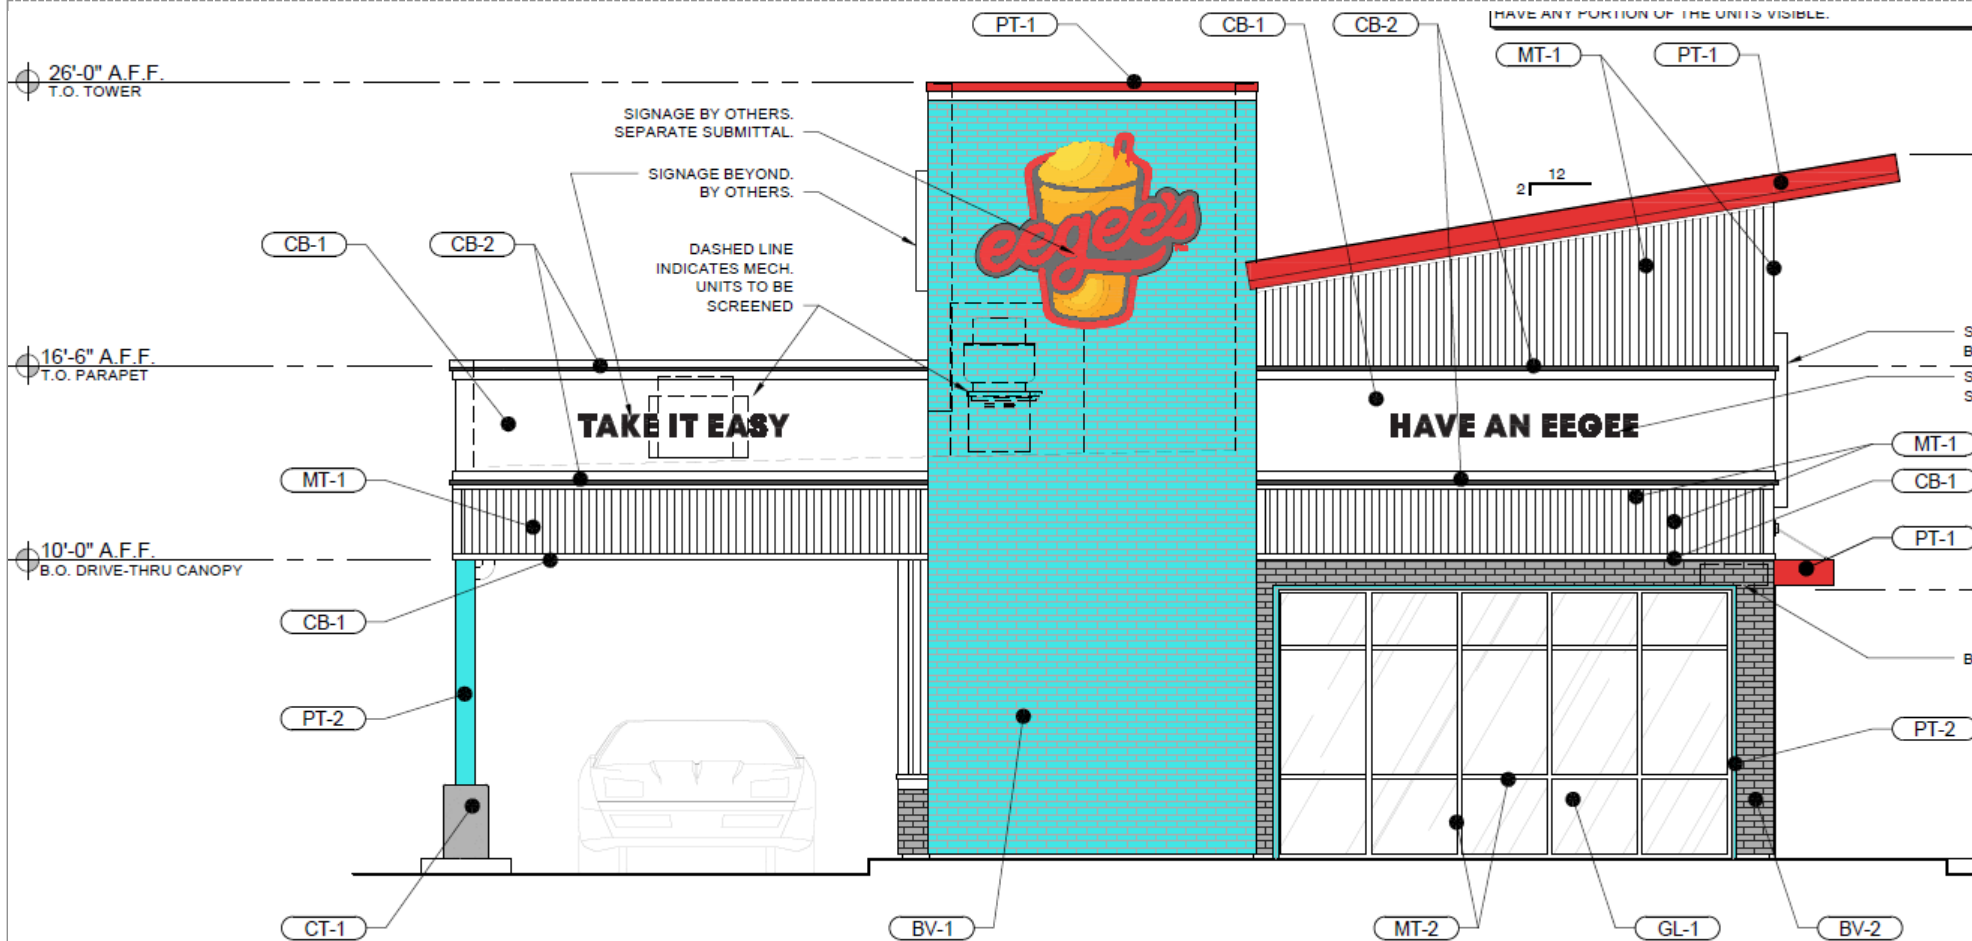 HAVE ANY PORTION OF THE UNITS VISIBLE.
PT-1
CB-1
CB-2
MT-1
PT-1
26'-0" A.F.F.
T.O. TOWER
SIGNAGE BY OTHERS.
SEPARATE SUBMITTAL.
SIGNAGE BEYOND.
BY OTHERS.
12
2
eegee's
TM
CB-1
CB-2
DASHED LINE
INDICATES MECH.
UNITS TO BE
SCREENED
16'-6" A.F.F.
T.O. PARAPET
S
B
S
S
TAKE IT EASY
HAVE AN EEGEE
MT-1
MT-1
CB-1
10'-0" A.F.F.
B.O. DRIVE-THRU CANOPY
PT-1
CB-1
B
PT-2
PT-2
CT-1
BV-1
MT-2
GL-1
BV-2